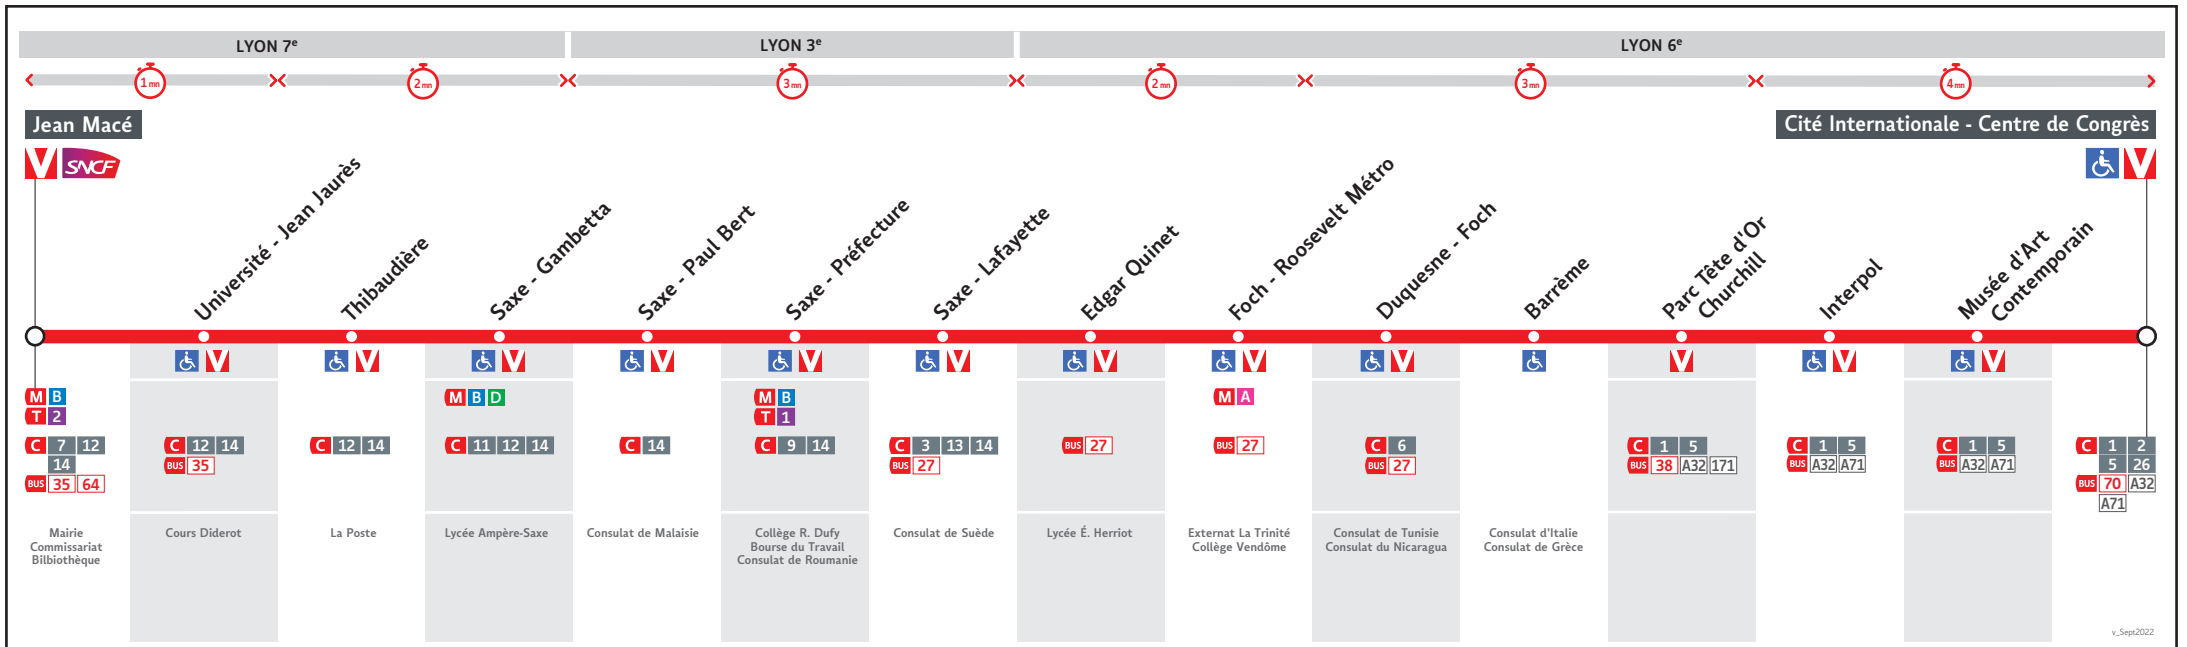 LYON 7e
LYON 3e
LYON 6e
1 mn
2 mn
3 mn
2 mn
3 mn
4 mn
Jean Macé
Cité Internationale - Centre de Congrès
V SNCF
V
Université - Jean Jaurès
Thibaudière
Saxe - Gambetta
Saxe - Paul Bert
Saxe - Préfecture
Saxe - Lafayette
Edgar Quinet
Foch - Roosevelt Métro
Duquesne - Foch
Barrème
Parc Tête d'Or
Churchill
Interpol
Musée d'Art
Contemporain
V
V
V
V
V
V
V
V
V
V
V
V
M B
T 2
C 7 12
14
BUS 35 64
Mairie
Commissariat
Bilbiothèque
C 12 14
BUS 35
Cours Diderot
C 12 14
La Poste
M B D
C 11 12 14
Lycée Ampère-Saxe
C 14
Consulat de Malaisie
M B
T 1
C 9 14
Collège R. Dufy
Bourse du Travail
Consulat de Roumanie
C 3 13 14
BUS 27
Consulat de Suède
BUS 27
Lycée É. Herriot
M A
BUS 27
Externat La Trinité
Collège Vendôme
C 6
BUS 27
Consulat de Tunisie
Consulat du Nicaragua
Consulat d'Italie
Consulat de Grèce
C 1 5
BUS 38 A32 171
C 1 5
BUS A32 A71
C 1 5
BUS A32 A71
C 1 2
5 26
BUS 70 A32
A71
v_Sept2022